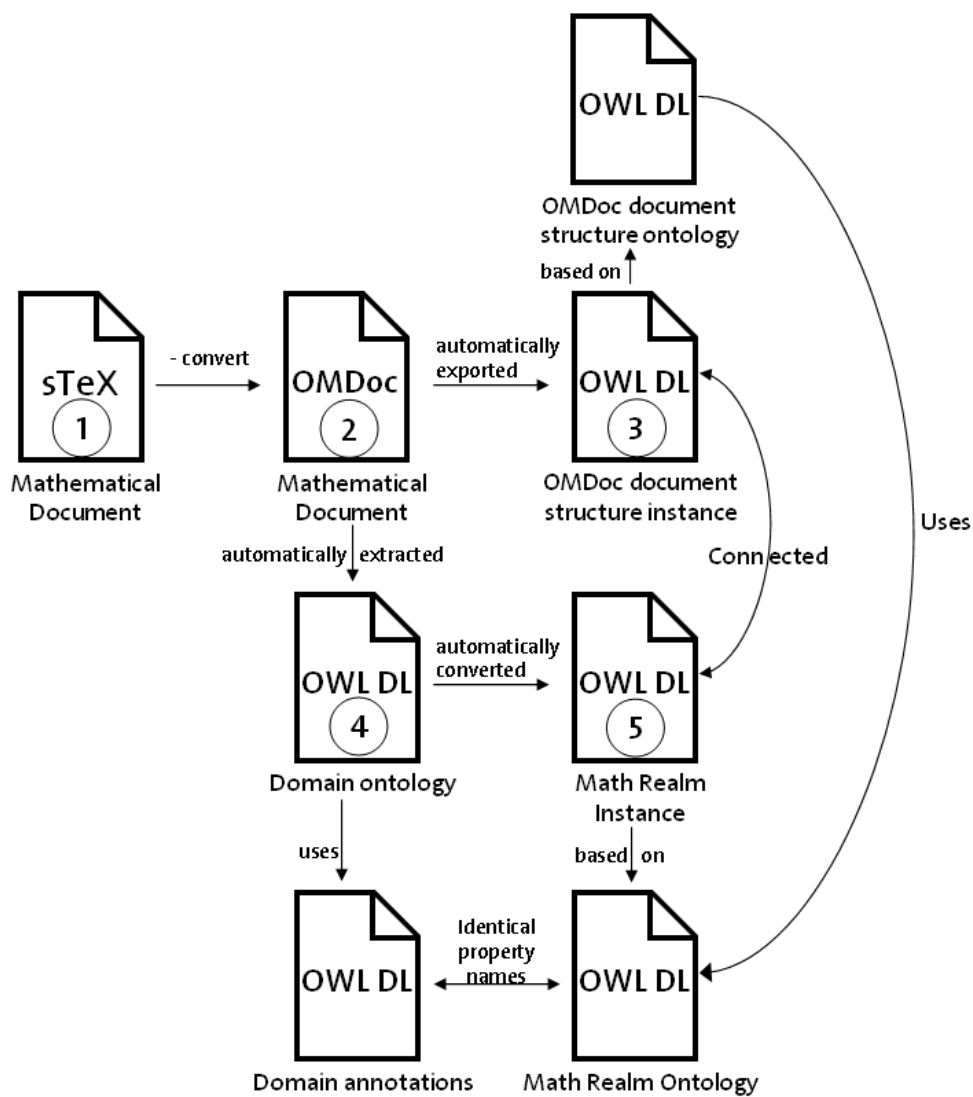 OWL DL
OMDoc document
structure ontology
based on
sTeX
1
Mathematical
Document
- convert
OMDoc
2
Mathematical
Document
automatically
exported
OWL DL
3
OMDoc document
structure instance
Uses
Connected
automatically extracted
OWL DL
4
Domain ontology
automatically
converted
OWL DL
5
Math Realm
Instance
uses
based on
OWL DL
Domain annotations
Identical
property
names
OWL DL
Math Realm Ontology